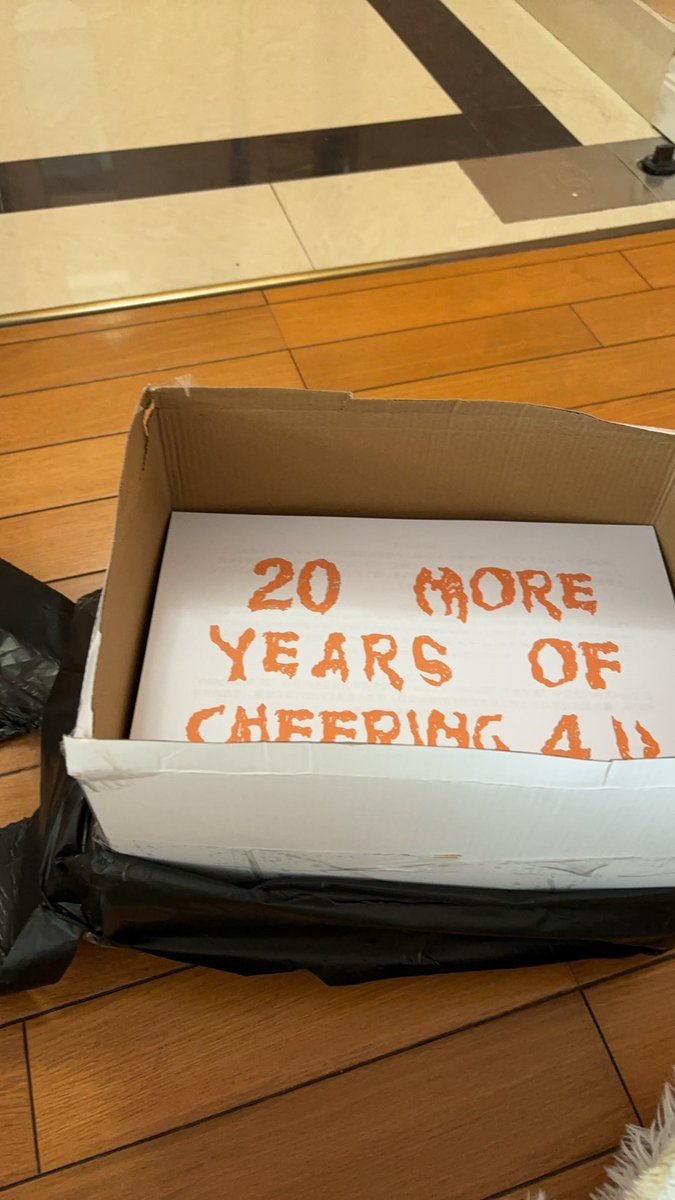 20 MORE
YEARS OF
CHEERING 4 U